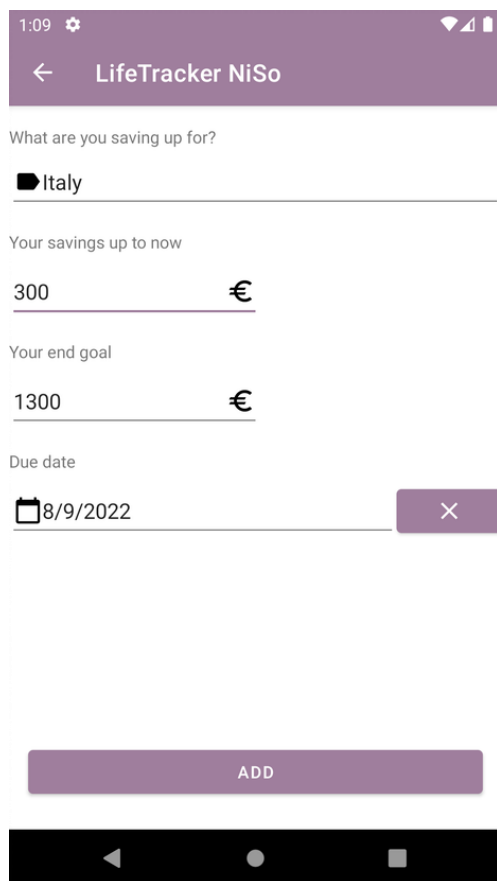 1:09
LifeTracker NiSo
What are you saving up for?
Italy
Your savings up to now
300 €
Your end goal
1300 €
Due date
8/9/2022
ADD